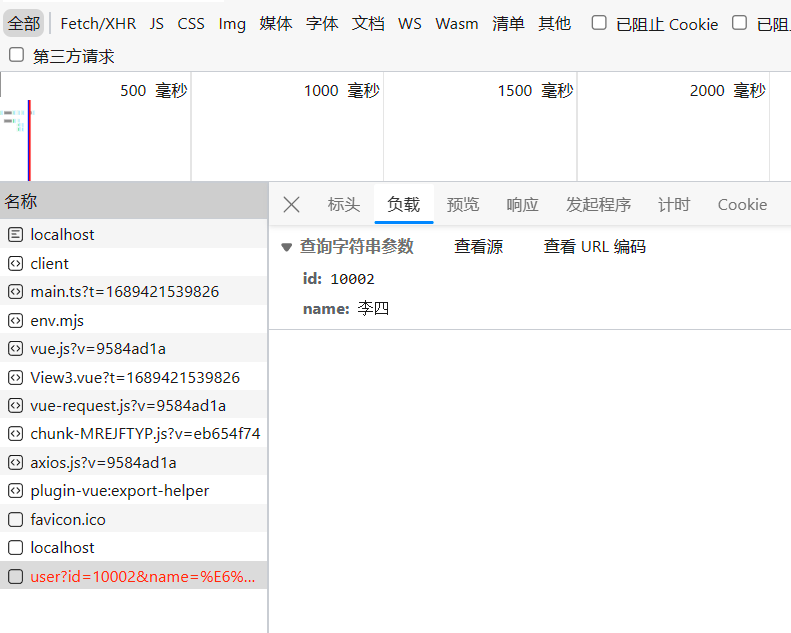 全部 Fetch/XHR JS CSS Img 媒体 字体 文档 WS Wasm 清单 其他 已阻止 Cookie 已阻
第三方请求
500 毫秒 1000 毫秒 1500 毫秒 2000 毫秒
名称
localhost
client
main.ts?t=1689421539826
env.mjs
vue.js?v=9584ad1a
View3.vue?t=1689421539826
vue-request.js?v=9584ad1a
chunk-MREJFTYP.js?v=eb654f74
axios.js?v=9584ad1a
plugin-vue:export-helper
favicon.ico
localhost
user?id=10002&name=%E6%...
标头 负载 预览 响应 发起程序 计时 Cookie
查询字符串参数 查看源 查看 URL 编码
id: 10002
name: 李四